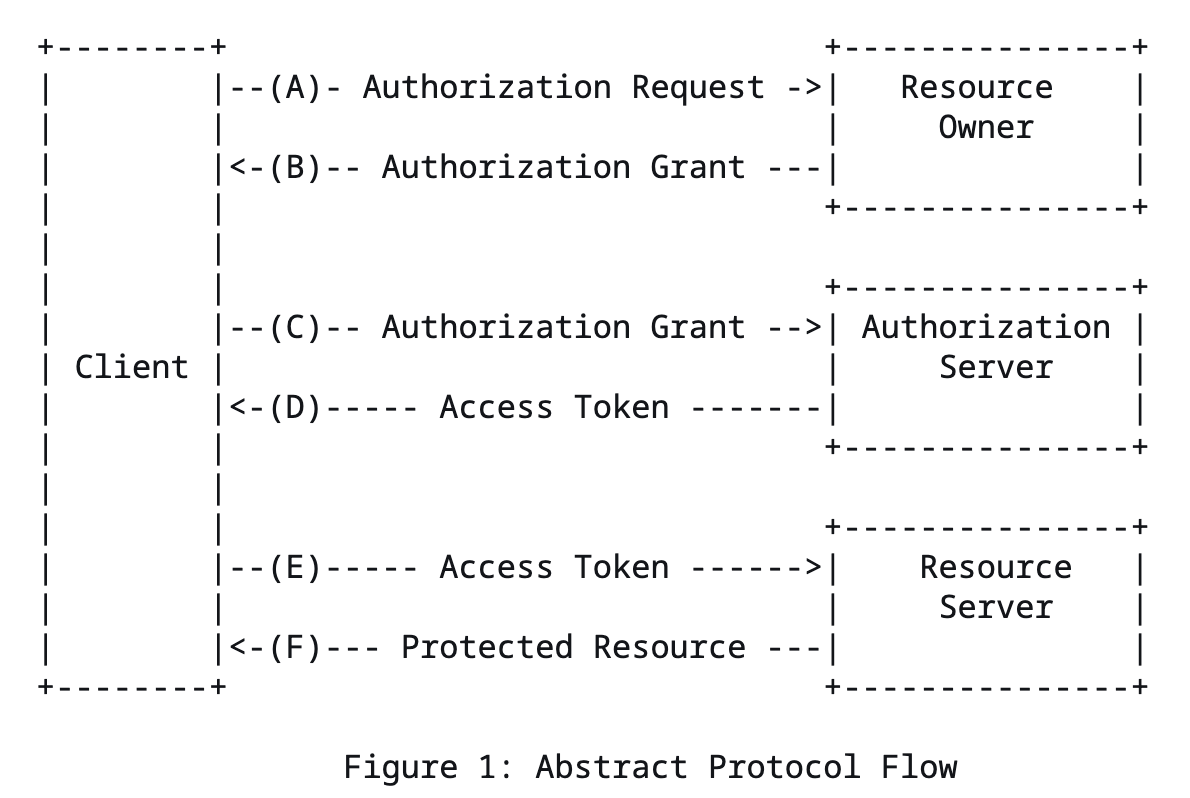 +--------+                               +---------------+
|        |--(A)- Authorization Request ->|   Resource    |
|        |                               |     Owner     |
|        |<-(B)-- Authorization Grant ---|               |
|        |                               +---------------+
|        |
|        |                               +---------------+
|        |--(C)-- Authorization Grant -->| Authorization |
| Client |                               |     Server    |
|        |<-(D)----- Access Token -------|               |
|        |                               +---------------+
|        |
|        |                               +---------------+
|        |--(E)----- Access Token ------>|    Resource   |
|        |                               |     Server    |
|        |<-(F)--- Protected Resource ---|               |
+--------+                               +---------------+
Figure 1: Abstract Protocol Flow